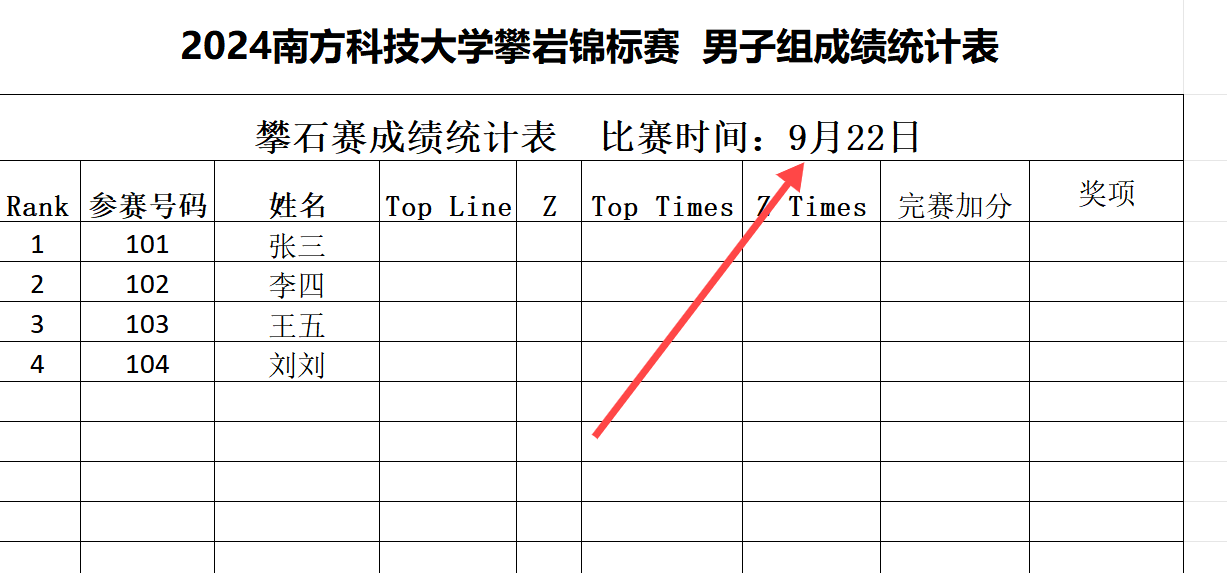 2024南方科技大学攀岩锦标赛 男子组成绩统计表
攀石赛成绩统计表 比赛时间：9月22日
Rank 参赛号码 姓名 Top Line Z Top Times Z Times 完赛加分 奖项
1 101 张三
2 102 李四
3 103 王五
4 104 刘刘